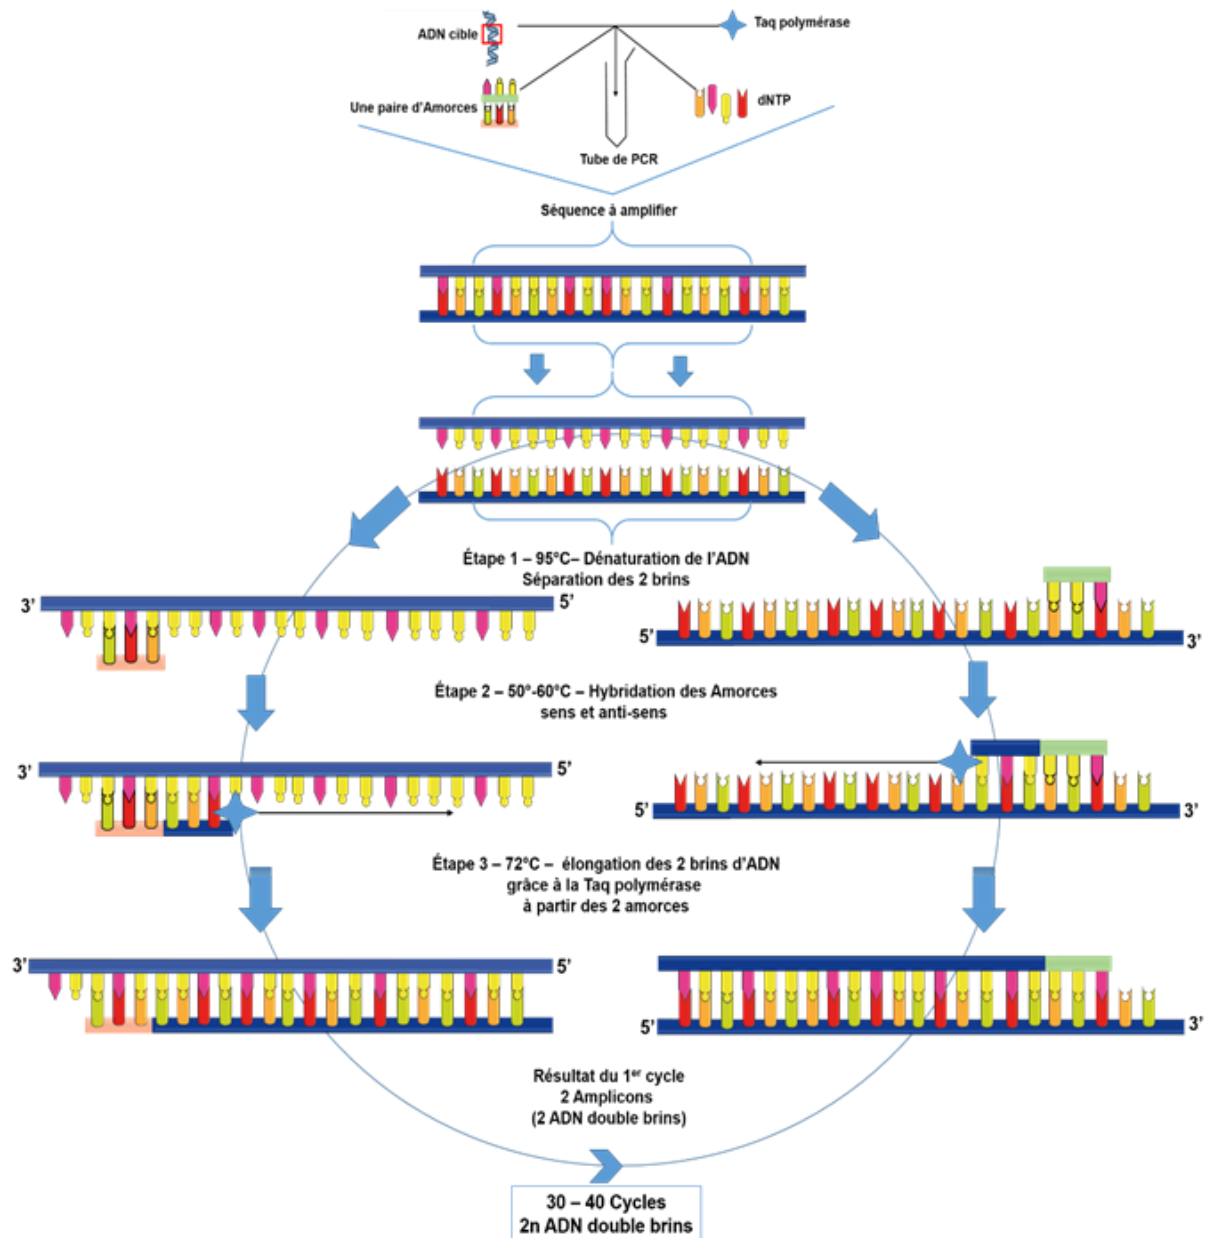 ADN cible
Taq polymérase
Une paire d'Amorces
dNTP
Tube de PCR
Séquence à amplifier
Étape 1 – 95°C– Dénaturation de l'ADN
Séparation des 2 brins
3'
5'
5'
3'
Étape 2 – 50°-60°C – Hybridation des Amorces
sens et anti-sens
3'
5'
5'
3'
Étape 3 – 72°C – élongation des 2 brins d'ADN
grâce à la Taq polymérase
à partir des 2 amorces
3'
5'
5'
3'
Résultat du 1er cycle
2 Amplicons
(2 ADN double brins)
30 – 40 Cycles
2n ADN double brins